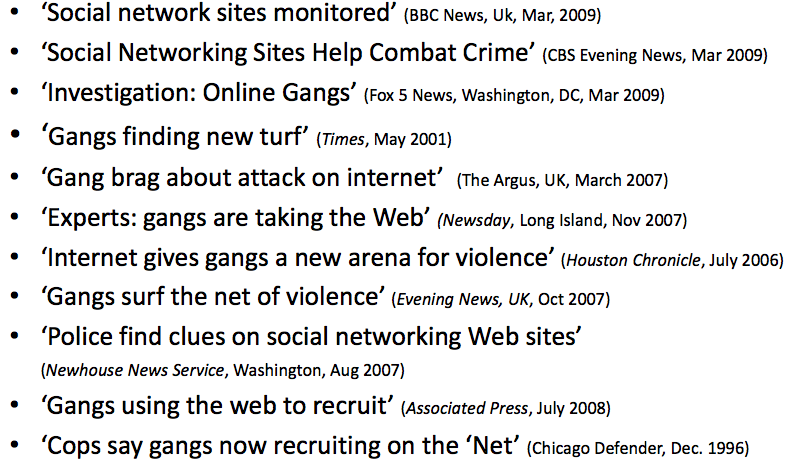 • ‘Social network sites monitored’ (BBC News, Uk, Mar, 2009)
• ‘Social Networking Sites Help Combat Crime’ (CBS Evening News, Mar 2009)
• ‘Investigation: Online Gangs’ (Fox 5 News, Washington, DC, Mar 2009)
• ‘Gangs finding new turf’ (Times, May 2001)
• ‘Gang brag about attack on internet’ (The Argus, UK, March 2007)
• ‘Experts: gangs are taking the Web’ (Newsday, Long Island, Nov 2007)
• ‘Internet gives gangs a new arena for violence’ (Houston Chronicle, July 2006)
• ‘Gangs surf the net of violence’ (Evening News, UK, Oct 2007)
• ‘Police find clues on social networking Web sites’
(Newhouse News Service, Washington, Aug 2007)
• ‘Gangs using the web to recruit’ (Associated Press, July 2008)
• ‘Cops say gangs now recruiting on the ‘Net’ (Chicago Defender, Dec. 1996)